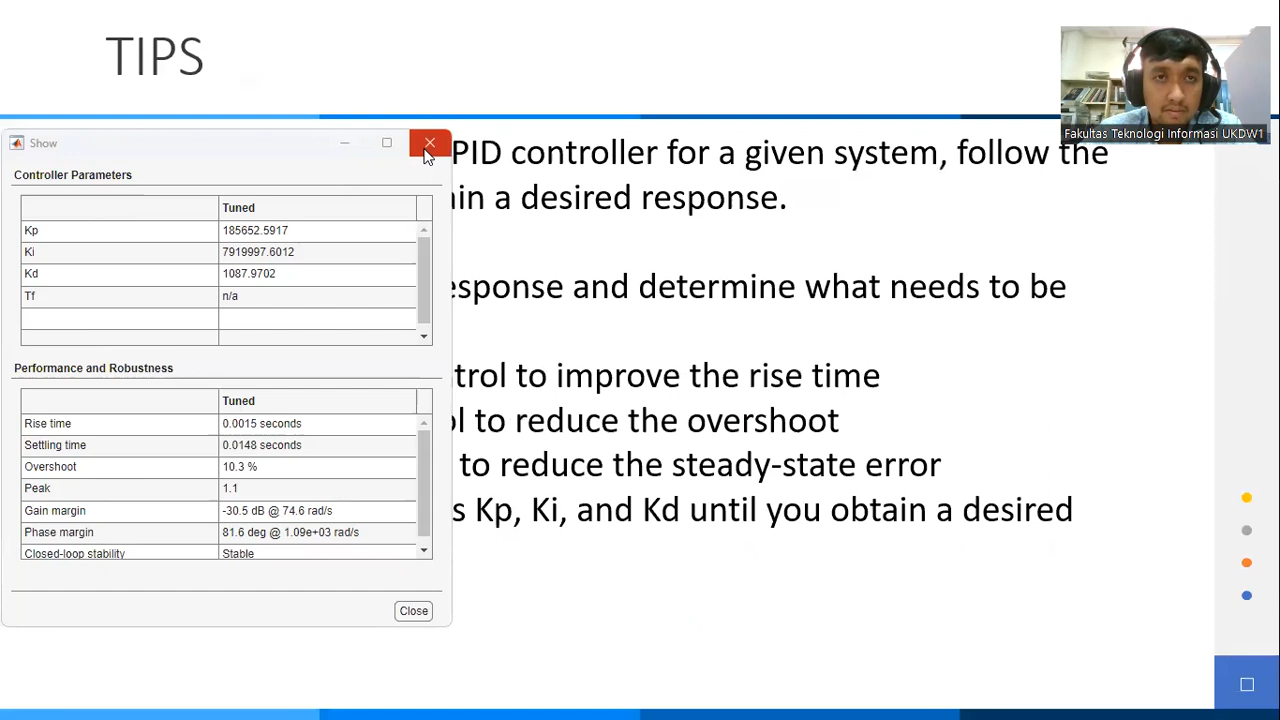 TIPS
Fakultas Teknologi Informasi UKDW1
Show
Controller Parameters
Tuned
Kp 185652.5917
Ki 7919997.6012
Kd 1087.9702
Tf n/a
Performance and Robustness
Tuned
Rise time 0.0015 seconds
Settling time 0.0148 seconds
Overshoot 10.3 %
Peak 1.1
Gain margin -30.5 dB @ 74.6 rad/s
Phase margin 81.6 deg @ 1.09e+03 rad/s
Closed-loop stability Stable
Close
PID controller for a given system, follow the
a desired response.
and determine what needs to be
to improve the rise time
to reduce the overshoot
to reduce the steady-state error
Kp, Ki, and Kd until you obtain a desired